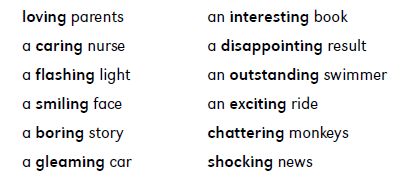 loving parents
a caring nurse
a flashing light
a smiling face
a boring story
a gleaming car
an interesting book
a disappointing result
an outstanding swimmer
an exciting ride
chattering monkeys
shocking news